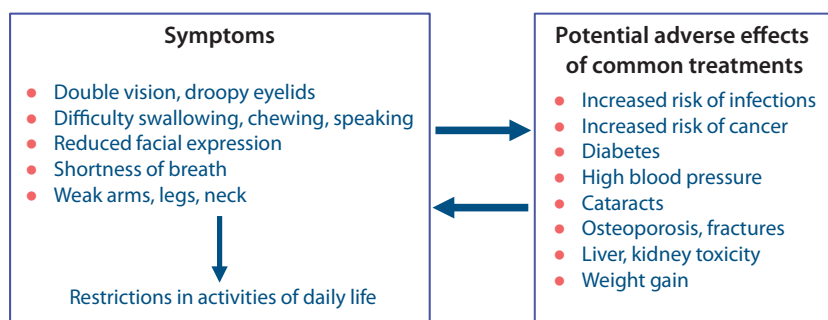 Symptoms
• Double vision, droopy eyelids
• Difficulty swallowing, chewing, speaking
• Reduced facial expression
• Shortness of breath
• Weak arms, legs, neck
Restrictions in activities of daily life
Potential adverse effects
of common treatments
• Increased risk of infections
• Increased risk of cancer
• Diabetes
• High blood pressure
• Cataracts
• Osteoporosis, fractures
• Liver, kidney toxicity
• Weight gain